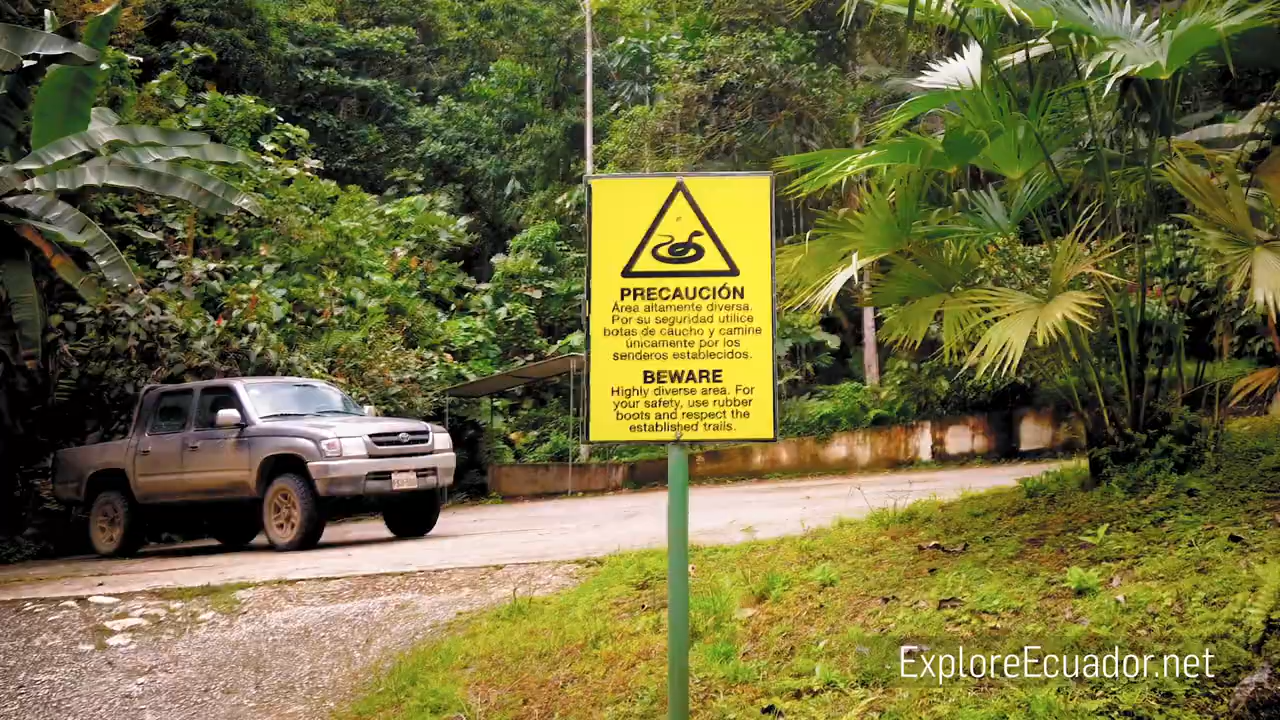 PRECAUCIÓN
Área altamente diversa.
Por su seguridad utilice
botas de caucho y camine
únicamente por los
senderos establecidos.
BEWARE
Highly diverse area. For
your safety, use rubber
boots and respect the
established trails.
ExploreEcuador.net